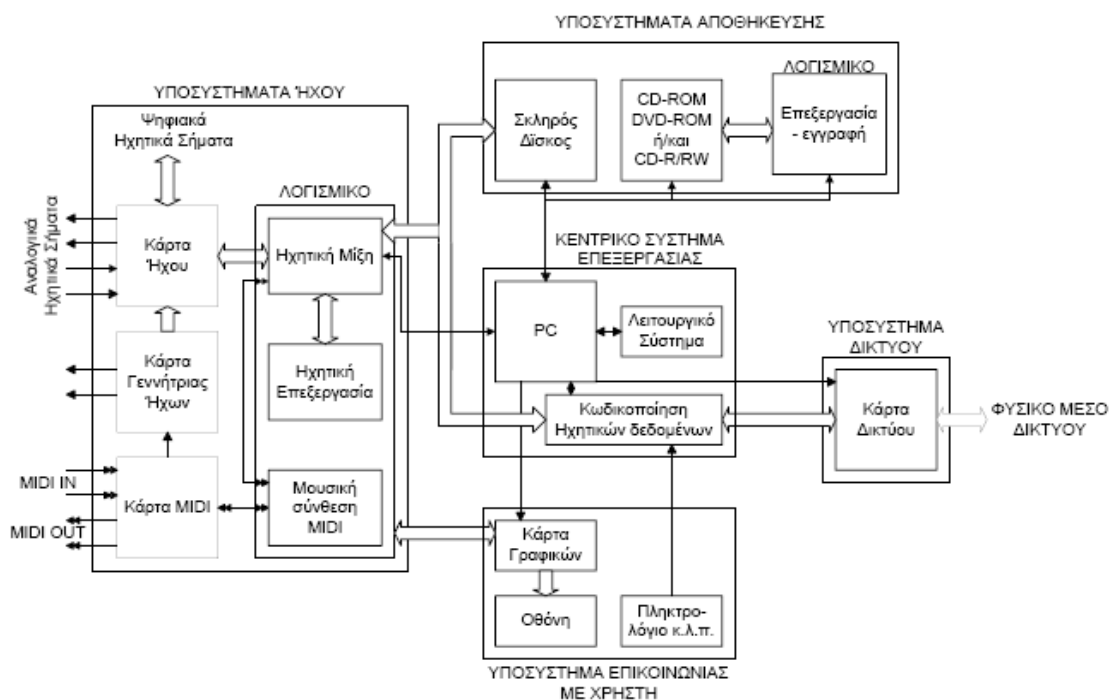 ΥΠΟΣΥΣΤΗΜΑΤΑ ΑΠΟΘΗΚΕΥΣΗΣ
Σκληρός
Δϊσκος
CD-ROM
DVD-ROM
ή/και
CD-R/RW
ΛΟΓΙΣΜΙΚΟ
Επεξεργασία
- εγγραφή
ΥΠΟΣΥΣΤΗΜΑΤΑ ΉΧΟΥ
Ψηφιακά
Ηχητικά Σήματα
Αναλογικά
Ηχητικά Σήματα
Κάρτα
Ήχου
Κάρτα
Γεννήτριας
Ήχων
MIDI IN
MIDI OUT
Κάρτα MIDI
ΛΟΓΙΣΜΙΚΟ
Ηχητική Μίξη
Ηχητική
Επεξεργασία
Μουσική
σύνθεση
MIDI
ΚΕΝΤΡΙΚΟ ΣΥΣΤΗΜΑ
ΕΠΕΞΕΡΓΑΣΙΑΣ
PC
Λειτουργικό
Σύστημα
Κωδικοποίηση
Ηχητικών δεδομένων
ΥΠΟΣΥΣΤΗΜΑ
ΔΙΚΤΥΟΥ
Κάρτα
Δικτύου
ΦΥΣΙΚΟ ΜΕΣΟ
ΔΙΚΤΥΟΥ
Κάρτα
Γραφικών
Οθόνη
Πληκτρο-
λόγιο κ.λ.π.
ΥΠΟΣΥΣΤΗΜΑ ΕΠΙΚΟΙΝΩΝΙΑΣ
ΜΕ ΧΡΗΣΤΗ